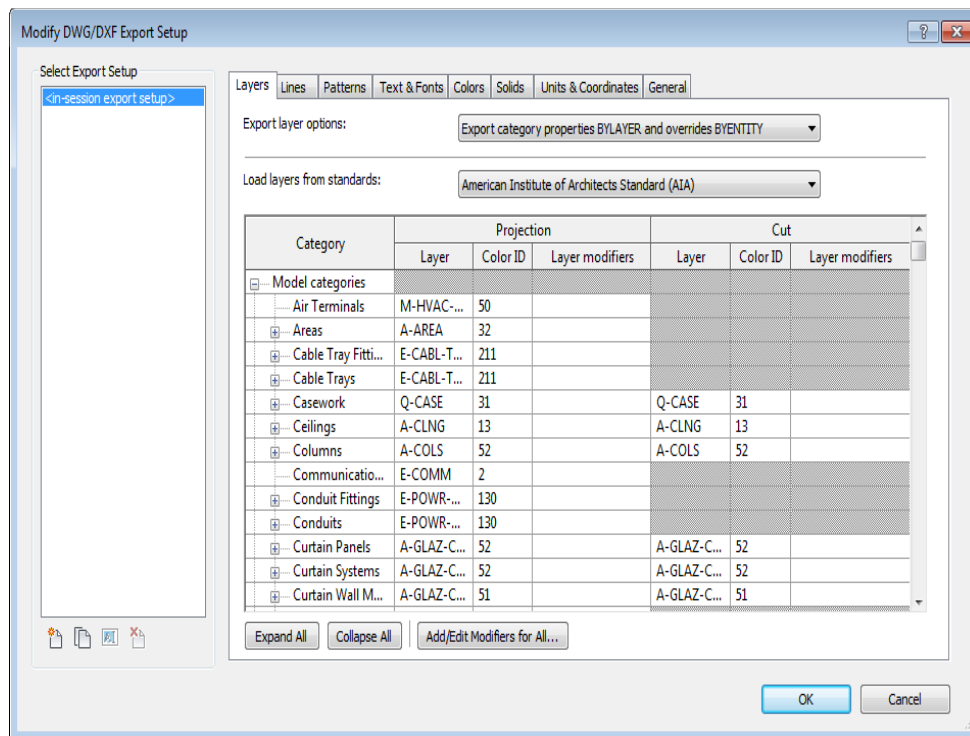 Modify DWG/DXF Export Setup
Select Export Setup
<in-session export setup>
Layers Lines Patterns Text & Fonts Colors Solids Units & Coordinates General
Export layer options: Export category properties BYLAYER and overrides BYENTITY
Load layers from standards: American Institute of Architects Standard (AIA)
Category Projection Cut
Layer Color ID Layer modifiers Layer Color ID Layer modifiers
Model categories
Air Terminals M-HVAC-... 50
Areas A-AREA 32
Cable Tray Fitti... E-CABL-T... 211
Cable Trays E-CABL-T... 211
Casework Q-CASE 31 Q-CASE 31
Ceilings A-CLNG 13 A-CLNG 13
Columns A-COLS 52 A-COLS 52
Communicatio... E-COMM 2
Conduit Fittings E-POWR-... 130
Conduits E-POWR-... 130
Curtain Panels A-GLAZ-C... 52 A-GLAZ-C... 52
Curtain Systems A-GLAZ-C... 52 A-GLAZ-C... 52
Curtain Wall M... A-GLAZ-C... 51 A-GLAZ-C... 51
Expand All Collapse All Add/Edit Modifiers for All...
OK Cancel